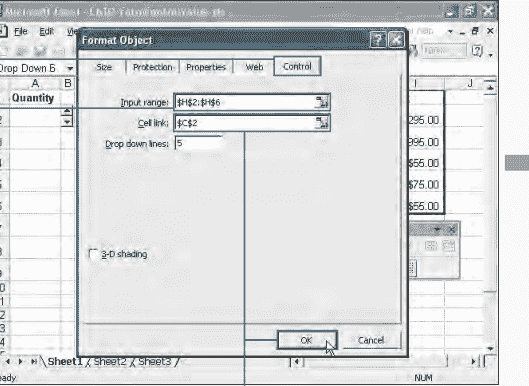 File Edit
Format Object
Drop Down 6
Size Protection Properties Web Control
A B I J
Quantity
Input range: $H$2:$H$6
Cell link: $C$2
Drop down lines: 5
295.00
995.00
$55.00
$75.00
$55.00
3-D shading
OK Cancel
Sheet1 / Sheet2 / Sheet3 /
eady NUM